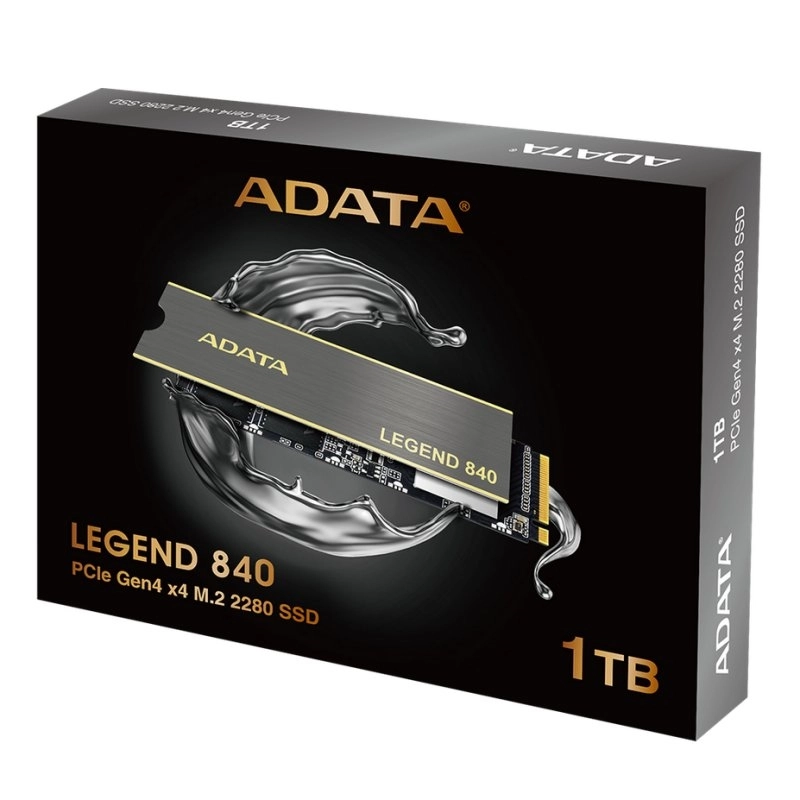 PCIe Gen4 x4 M.2 2280 SSD
1TB
ADATA®
ADATA®
ADATA
LEGEND 840
LEGEND 840
PCIe Gen4 x4 M.2 2280 SSD
1TB
ADATA®
1TB
PCIe Gen4 x4 M.2 2280 SSD